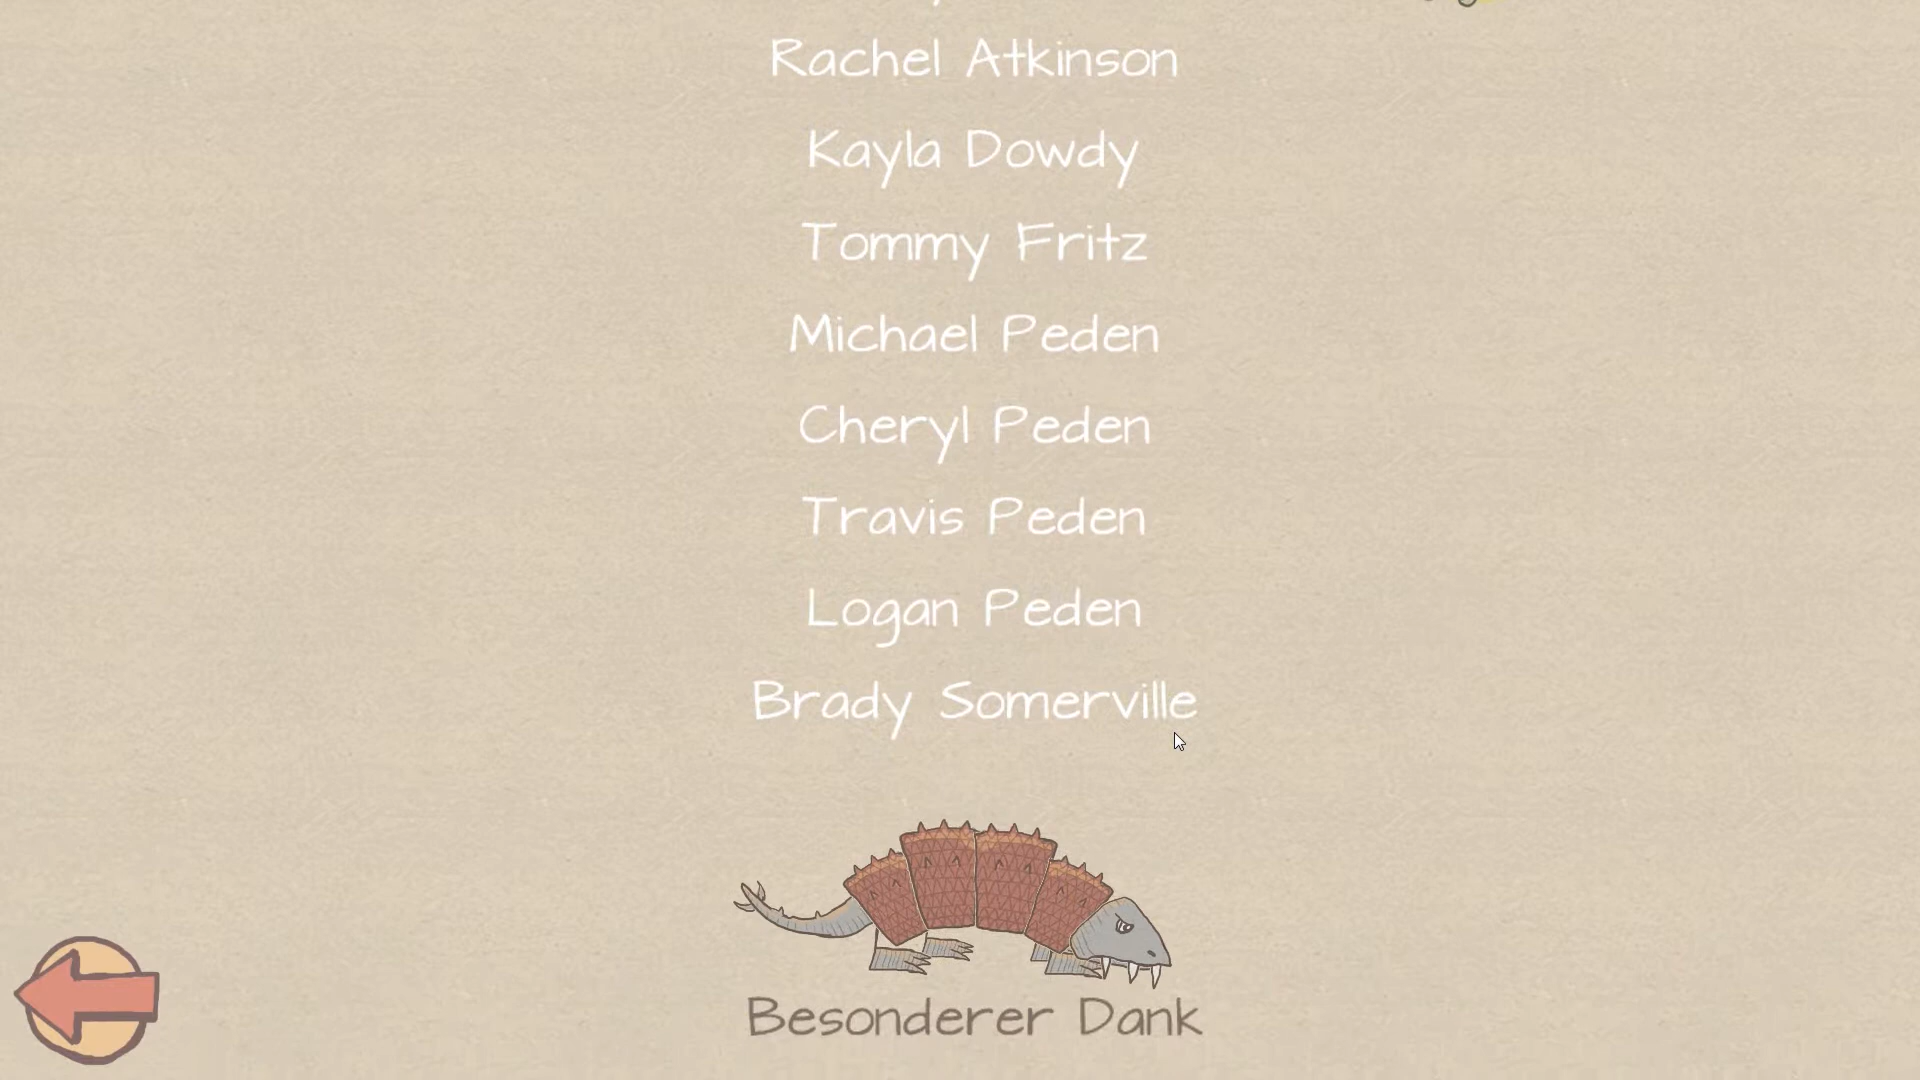 Rachel Atkinson
Kayla Dowdy
Tommy Fritz
Michael Peden
Cheryl Peden
Travis Peden
Logan Peden
Brady Somerville
Besonderer Dank